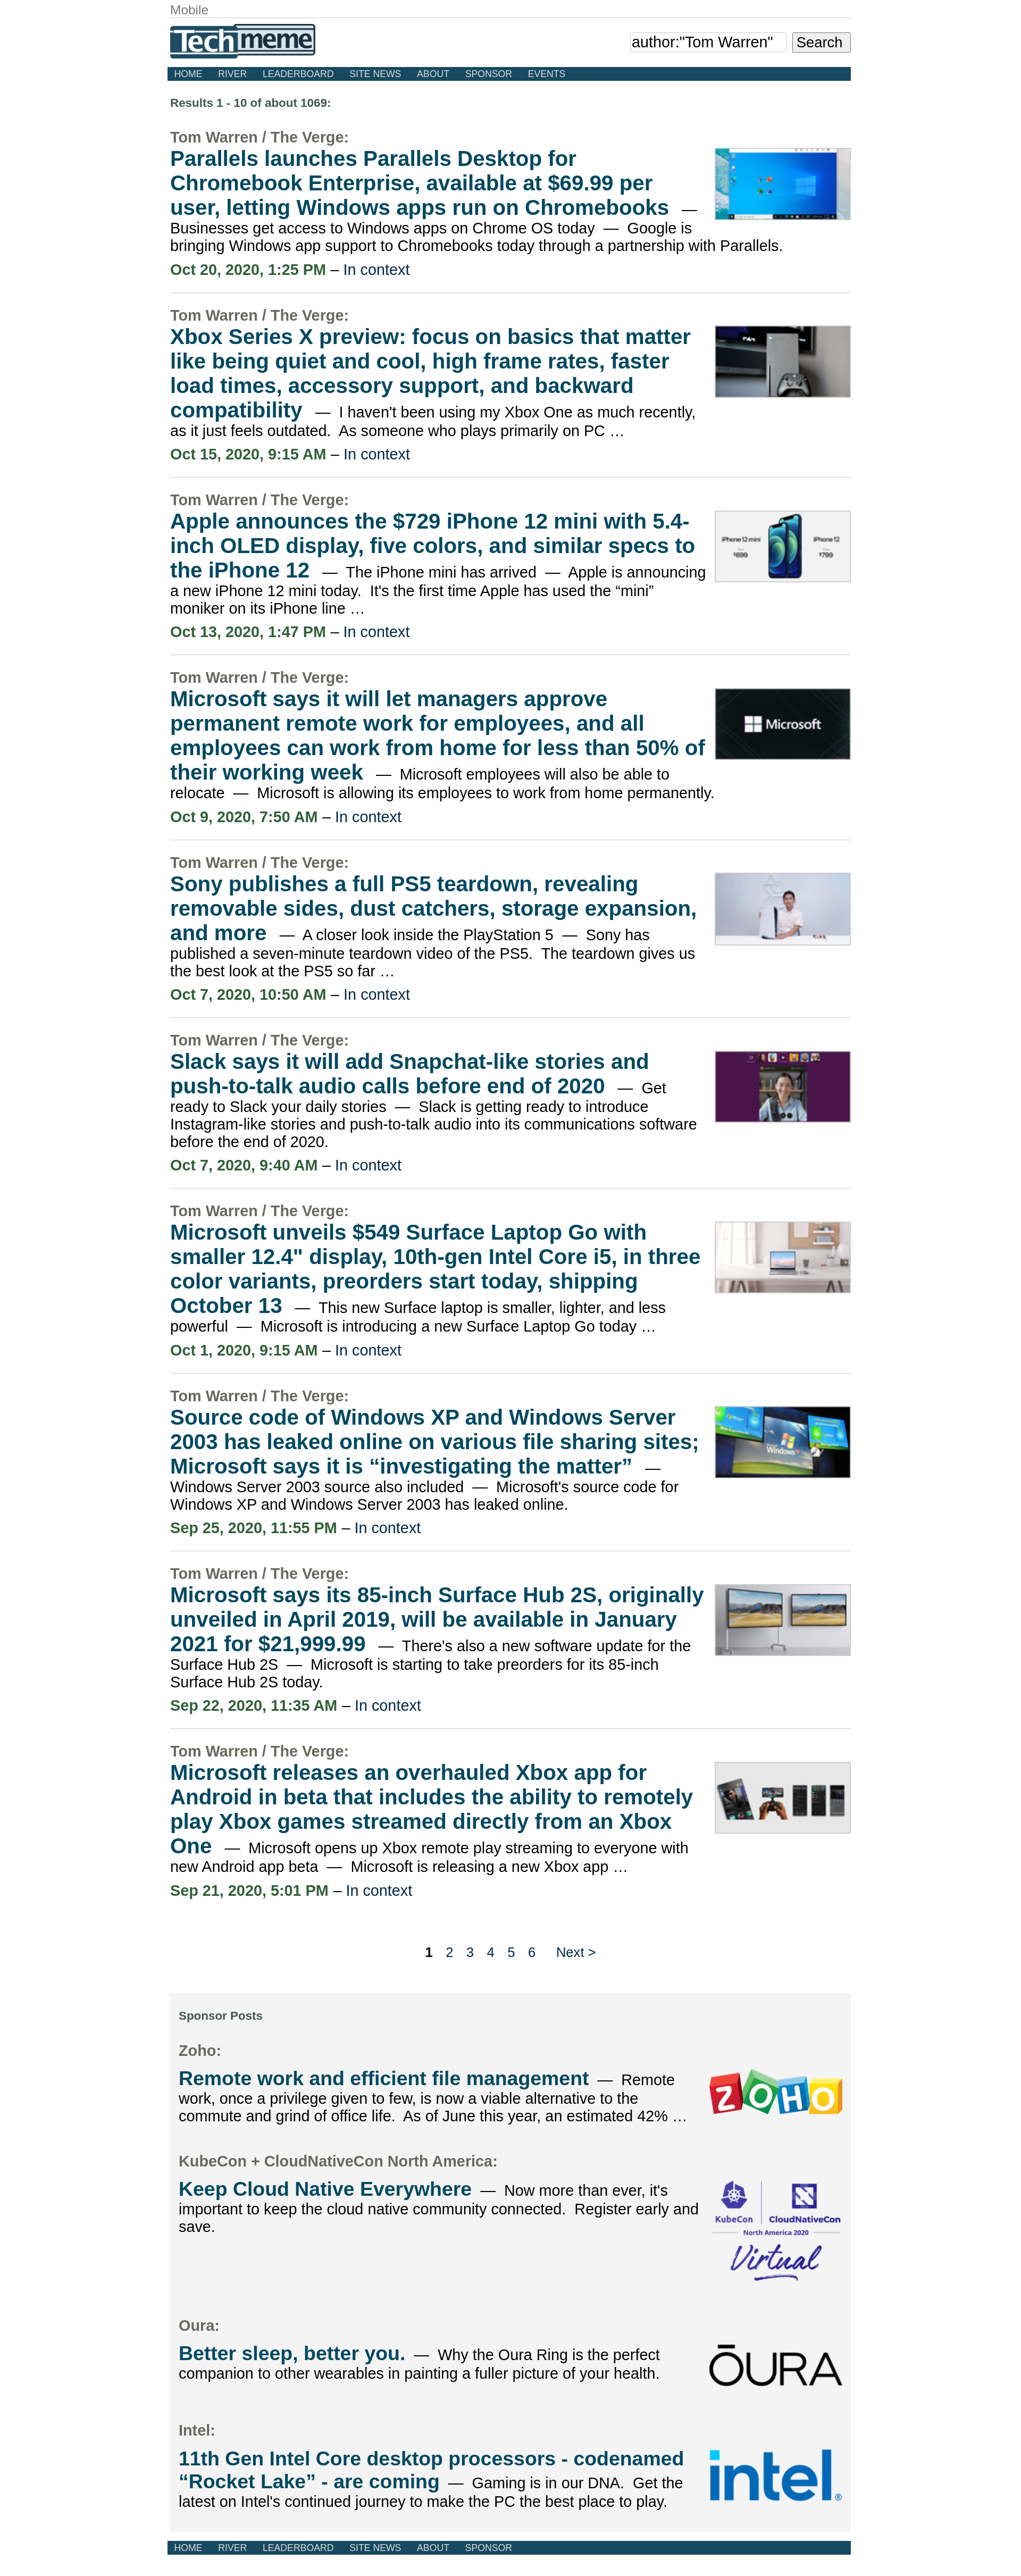 Mobile
Techmeme
author:"Tom Warren" Search
HOME RIVER LEADERBOARD SITE NEWS ABOUT SPONSOR EVENTS
Results 1 - 10 of about 1069:
Tom Warren / The Verge:
Parallels launches Parallels Desktop for
Chromebook Enterprise, available at $69.99 per
user, letting Windows apps run on Chromebooks —
Businesses get access to Windows apps on Chrome OS today — Google is
bringing Windows app support to Chromebooks today through a partnership with Parallels.
Oct 20, 2020, 1:25 PM – In context
Tom Warren / The Verge:
Xbox Series X preview: focus on basics that matter
like being quiet and cool, high frame rates, faster
load times, accessory support, and backward
compatibility — I haven't been using my Xbox One as much recently,
as it just feels outdated. As someone who plays primarily on PC …
Oct 15, 2020, 9:15 AM – In context
Tom Warren / The Verge:
Apple announces the $729 iPhone 12 mini with 5.4-
inch OLED display, five colors, and similar specs to
the iPhone 12 — The iPhone mini has arrived — Apple is announcing
a new iPhone 12 mini today. It's the first time Apple has used the “mini”
moniker on its iPhone line …
iPhone 12 mini
$699
iPhone 12
$799
Oct 13, 2020, 1:47 PM – In context
Tom Warren / The Verge:
Microsoft says it will let managers approve
permanent remote work for employees, and all
employees can work from home for less than 50% of
their working week — Microsoft employees will also be able to
relocate — Microsoft is allowing its employees to work from home permanently.
Microsoft
Oct 9, 2020, 7:50 AM – In context
Tom Warren / The Verge:
Sony publishes a full PS5 teardown, revealing
removable sides, dust catchers, storage expansion,
and more — A closer look inside the PlayStation 5 — Sony has
published a seven-minute teardown video of the PS5. The teardown gives us
the best look at the PS5 so far …
Oct 7, 2020, 10:50 AM – In context
Tom Warren / The Verge:
Slack says it will add Snapchat-like stories and
push-to-talk audio calls before end of 2020 — Get
ready to Slack your daily stories — Slack is getting ready to introduce
Instagram-like stories and push-to-talk audio into its communications software
before the end of 2020.
Oct 7, 2020, 9:40 AM – In context
Tom Warren / The Verge:
Microsoft unveils $549 Surface Laptop Go with
smaller 12.4" display, 10th-gen Intel Core i5, in three
color variants, preorders start today, shipping
October 13 — This new Surface laptop is smaller, lighter, and less
powerful — Microsoft is introducing a new Surface Laptop Go today …
Oct 1, 2020, 9:15 AM – In context
Tom Warren / The Verge:
Source code of Windows XP and Windows Server
2003 has leaked online on various file sharing sites;
Microsoft says it is “investigating the matter” —
Windows Server 2003 source also included — Microsoft's source code for
Windows XP and Windows Server 2003 has leaked online.
Windows
Sep 25, 2020, 11:55 PM – In context
Tom Warren / The Verge:
Microsoft says its 85-inch Surface Hub 2S, originally
unveiled in April 2019, will be available in January
2021 for $21,999.99 — There's also a new software update for the
Surface Hub 2S — Microsoft is starting to take preorders for its 85-inch
Surface Hub 2S today.
Sep 22, 2020, 11:35 AM – In context
Tom Warren / The Verge:
Microsoft releases an overhauled Xbox app for
Android in beta that includes the ability to remotely
play Xbox games streamed directly from an Xbox
One — Microsoft opens up Xbox remote play streaming to everyone with
new Android app beta — Microsoft is releasing a new Xbox app …
Sep 21, 2020, 5:01 PM – In context
1 2 3 4 5 6 Next >
Sponsor Posts
Zoho:
Remote work and efficient file management — Remote
work, once a privilege given to few, is now a viable alternative to the
commute and grind of office life. As of June this year, an estimated 42% …
ZOHO
KubeCon + CloudNativeCon North America:
Keep Cloud Native Everywhere — Now more than ever, it's
important to keep the cloud native community connected. Register early and
save.
KubeCon CloudNativeCon
North America 2020
Virtual
Oura:
Better sleep, better you. — Why the Oura Ring is the perfect
companion to other wearables in painting a fuller picture of your health.
ŌURA
Intel:
11th Gen Intel Core desktop processors - codenamed
“Rocket Lake” - are coming — Gaming is in our DNA. Get the
latest on Intel's continued journey to make the PC the best place to play.
intel®
HOME RIVER LEADERBOARD SITE NEWS ABOUT SPONSOR